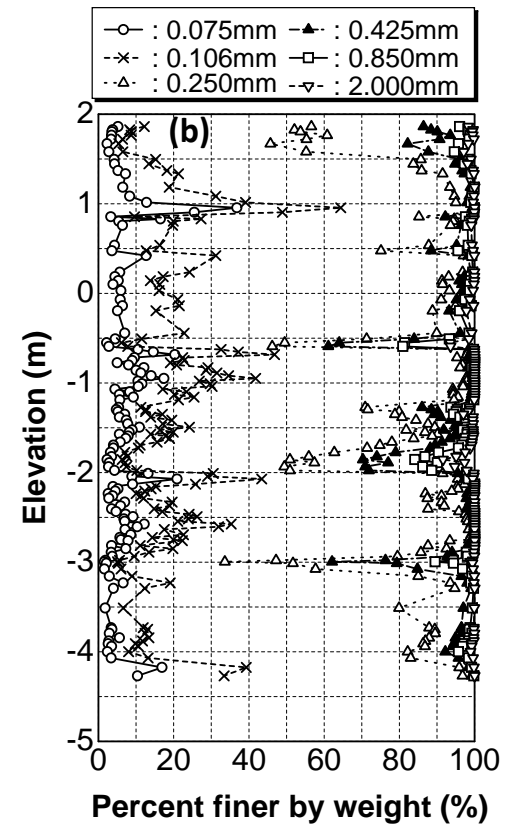 : 0.075mm : 0.425mm
: 0.106mm : 0.850mm
: 0.250mm : 2.000mm
(b)
2
1
0
-1
-2
-3
-4
-5
Elevation (m)
0 20 40 60 80 100
Percent finer by weight (%)